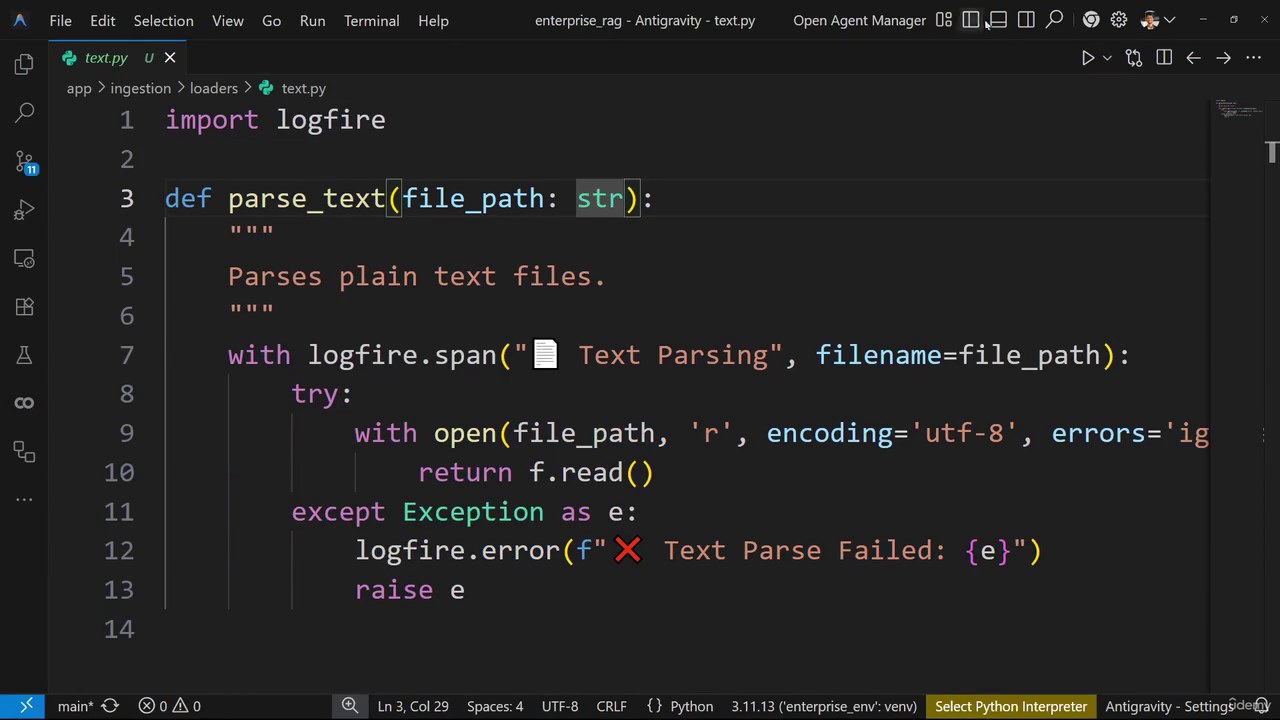 File Edit Selection View Go Run Terminal Help enterprise_rag - Antigravity - text.py Open Agent Manager
text.py U
app > ingestion > loaders > text.py
1 import logfire
2
3 def parse_text(file_path: str):
4 """
5 Parses plain text files.
6 """
7 with logfire.span("📄 Text Parsing", filename=file_path):
8 try:
9 with open(file_path, 'r', encoding='utf-8', errors='ig
10 return f.read()
11 except Exception as e:
12 logfire.error(f"❌ Text Parse Failed: {e}")
13 raise e
14
11
main* 0 0 Ln 3, Col 29 Spaces: 4 UTF-8 CRLF {} Python 3.11.13 ('enterprise_env': venv) Select Python Interpreter Antigravity - Settings
Udemy